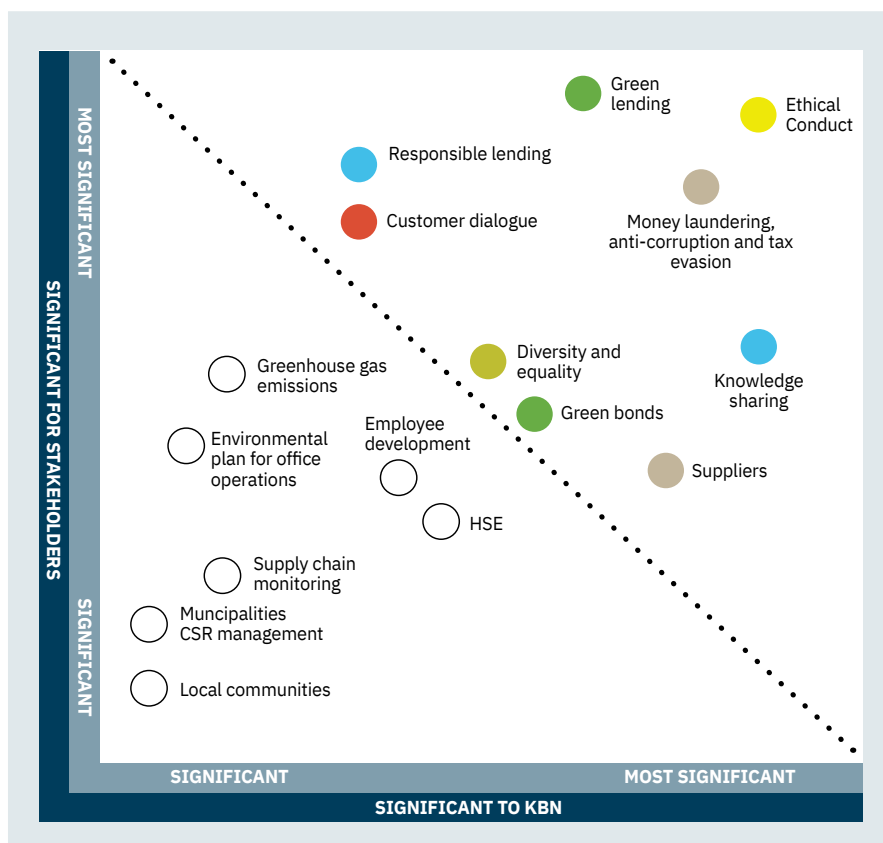 Green
lending
Ethical
Conduct
MOST SIGNIFICANT
Responsible lending
Customer dialogue
Money laundering,
anti-corruption and tax
evasion
SIGNIFICANT FOR STAKEHOLDERS
Diversity and
equality
Greenhouse gas
emissions
Knowledge
sharing
Green bonds
Employee
development
Environmental
plan for office
operations
Suppliers
HSE
Supply chain
monitoring
SIGNIFICANT
Muncipalities
CSR management
Local communities
SIGNIFICANT
MOST SIGNIFICANT
SIGNIFICANT TO KBN